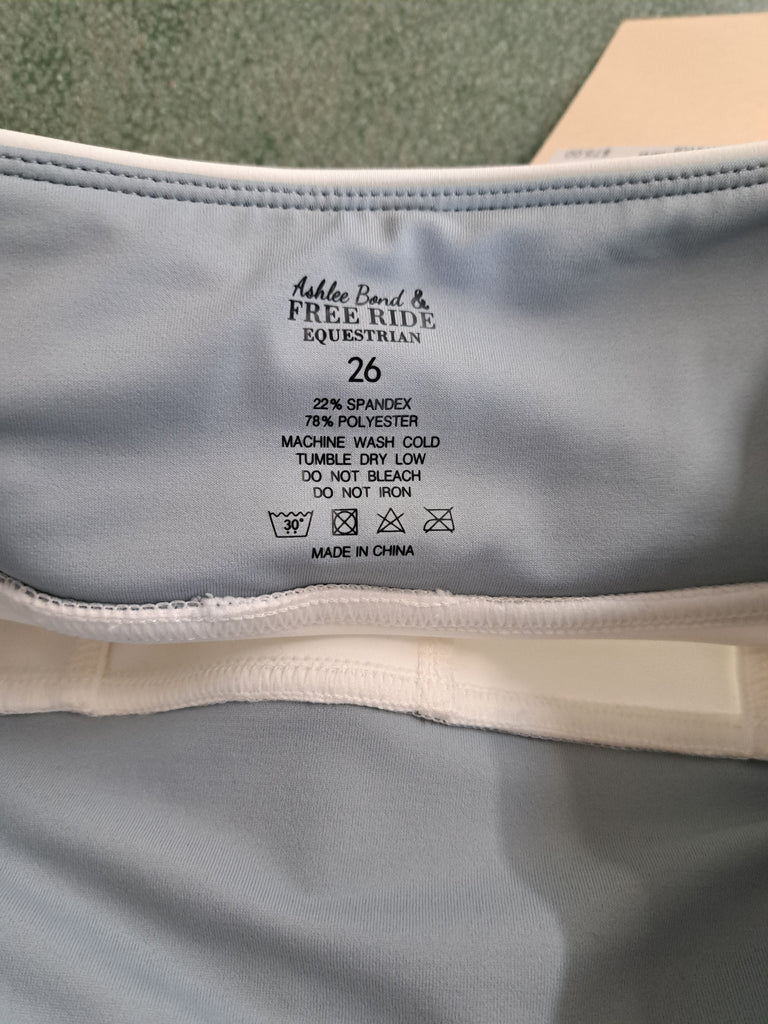 Ashlee Bond &
FREE RIDE
EQUESTRIAN
26
22% SPANDEX
78% POLYESTER
MACHINE WASH COLD
TUMBLE DRY LOW
DO NOT BLEACH
DO NOT IRON
30°
MADE IN CHINA